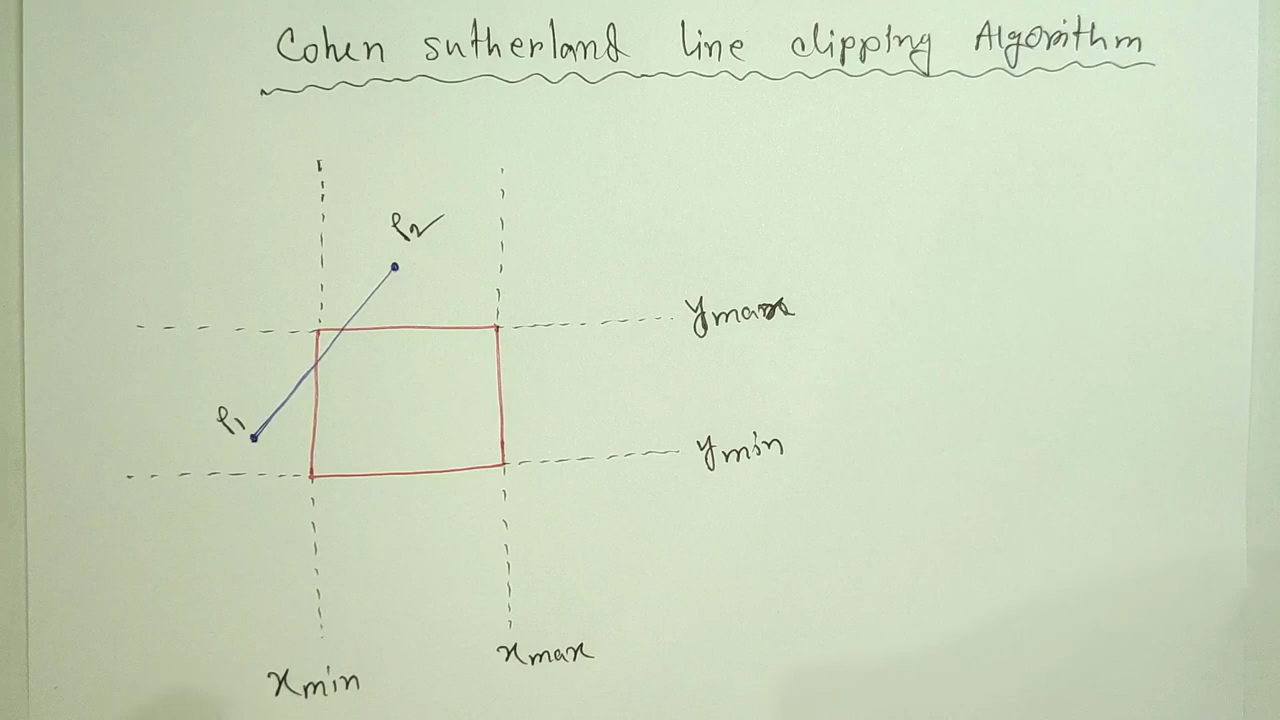 Cohen sutherland line clipping Algorithm
P2
ymax
P1
ymin
xmax
xmin